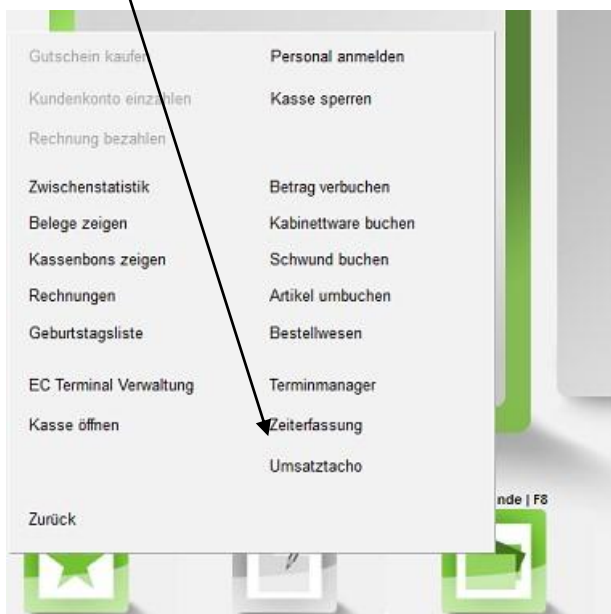 Gutschein kaufen
Personal anmelden
Kundenkonto einzahlen
Kasse sperren
Rechnung bezahlen
Zwischenstatistik
Betrag verbuchen
Belege zeigen
Kabinettware buchen
Kassenbons zeigen
Schwund buchen
Rechnungen
Artikel umbuchen
Geburtstagsliste
Bestellwesen
EC Terminal Verwaltung
Terminmanager
Kasse öffnen
Zeiterfassung
Umsatztacho
nde | F8
Zurück